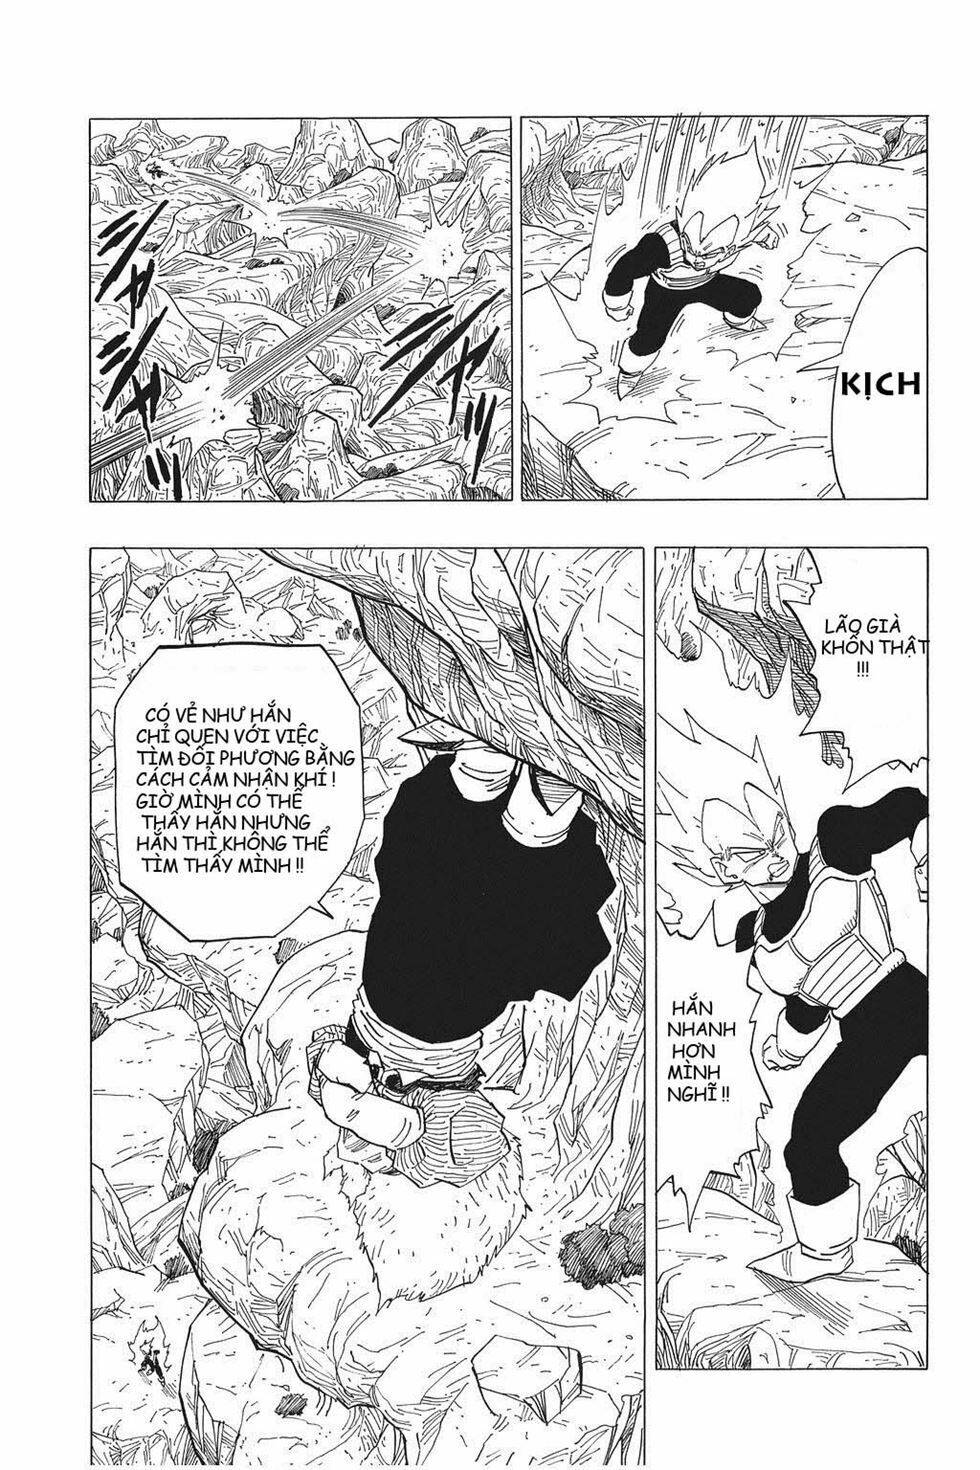 KỊCH
LÃO GIÀ
KHÔN THẬT
!!!
HẮN
NHANH
HƠN
MÌNH
NGHĨ !!
CÓ VẺ NHƯ HẮN
CHỈ QUEN VỚI VIỆC
TÌM ĐỐI PHƯƠNG BẰNG
CÁCH CẢM NHẬN KHÍ !
GIỜ MÌNH CÓ THỂ
THẤY HẮN NHƯNG
HẮN THÌ KHÔNG THỂ
TÌM THẤY MÌNH !!